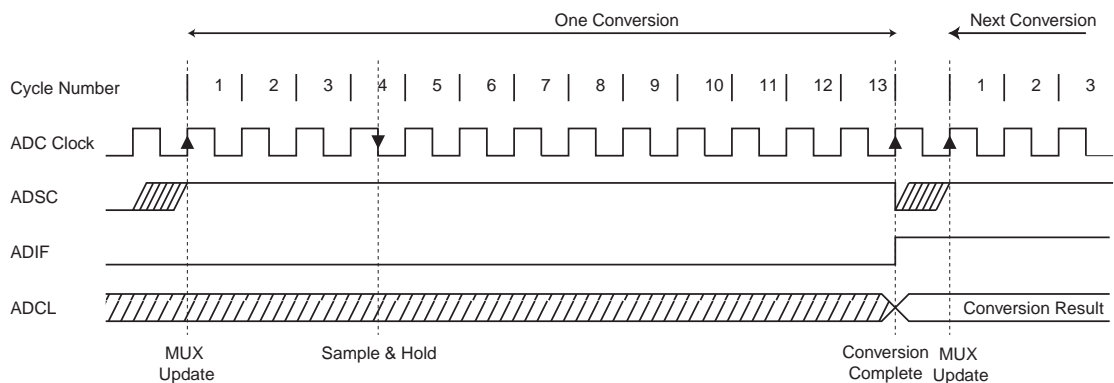 One Conversion Next Conversion
Cycle Number 1 2 3 4 5 6 7 8 9 10 11 12 13 1 2 3
ADC Clock
ADSC
ADIF
ADCL Conversion Result
MUX Update
Sample & Hold
Conversion Complete
MUX Update